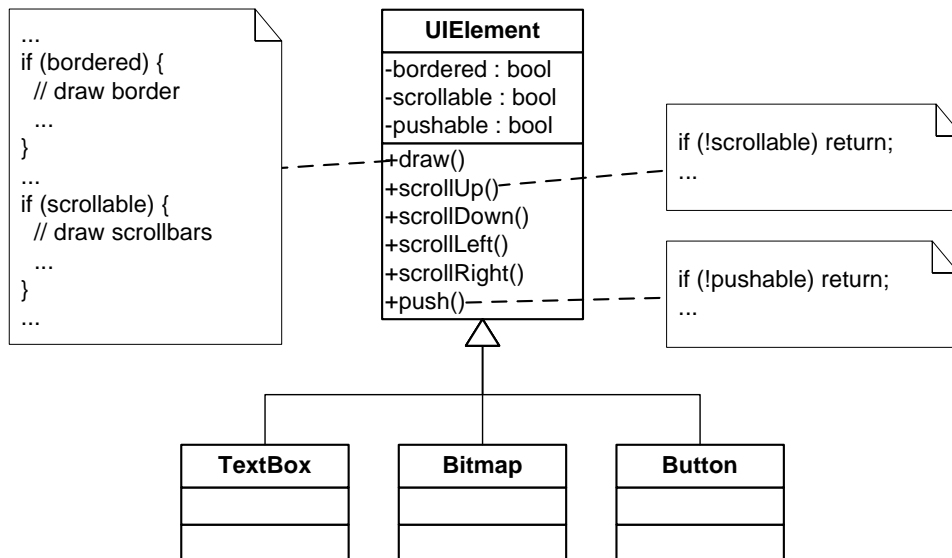 ...
if (bordered) {
// draw border
...
}
...
if (scrollable) {
// draw scrollbars
...
}
...
UIElement
-bordered : bool
-scrollable : bool
-pushable : bool
+draw()
+scrollUp()
+scrollDown()
+scrollLeft()
+scrollRight()
+push()
if (!scrollable) return;
...
if (!pushable) return;
...
TextBox
Bitmap
Button